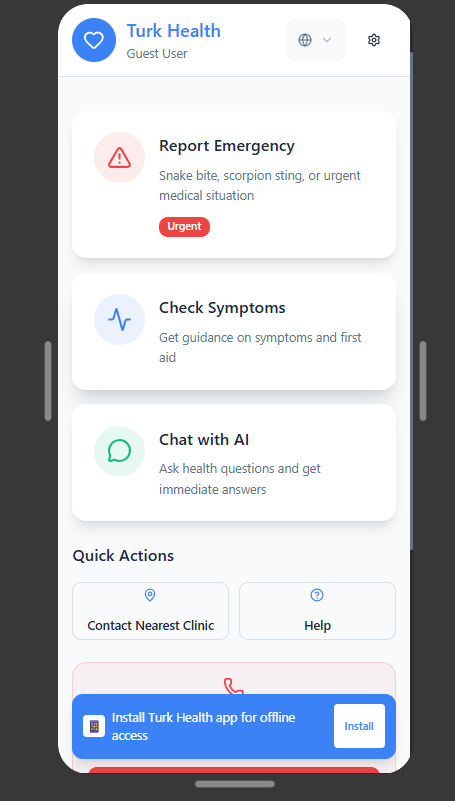 Turk Health
Guest User
Report Emergency
Snake bite, scorpion sting, or urgent
medical situation
Urgent
Check Symptoms
Get guidance on symptoms and first
aid
Chat with AI
Ask health questions and get
immediate answers
Quick Actions
Contact Nearest Clinic
Help
Install Turk Health app for offline
access
Install